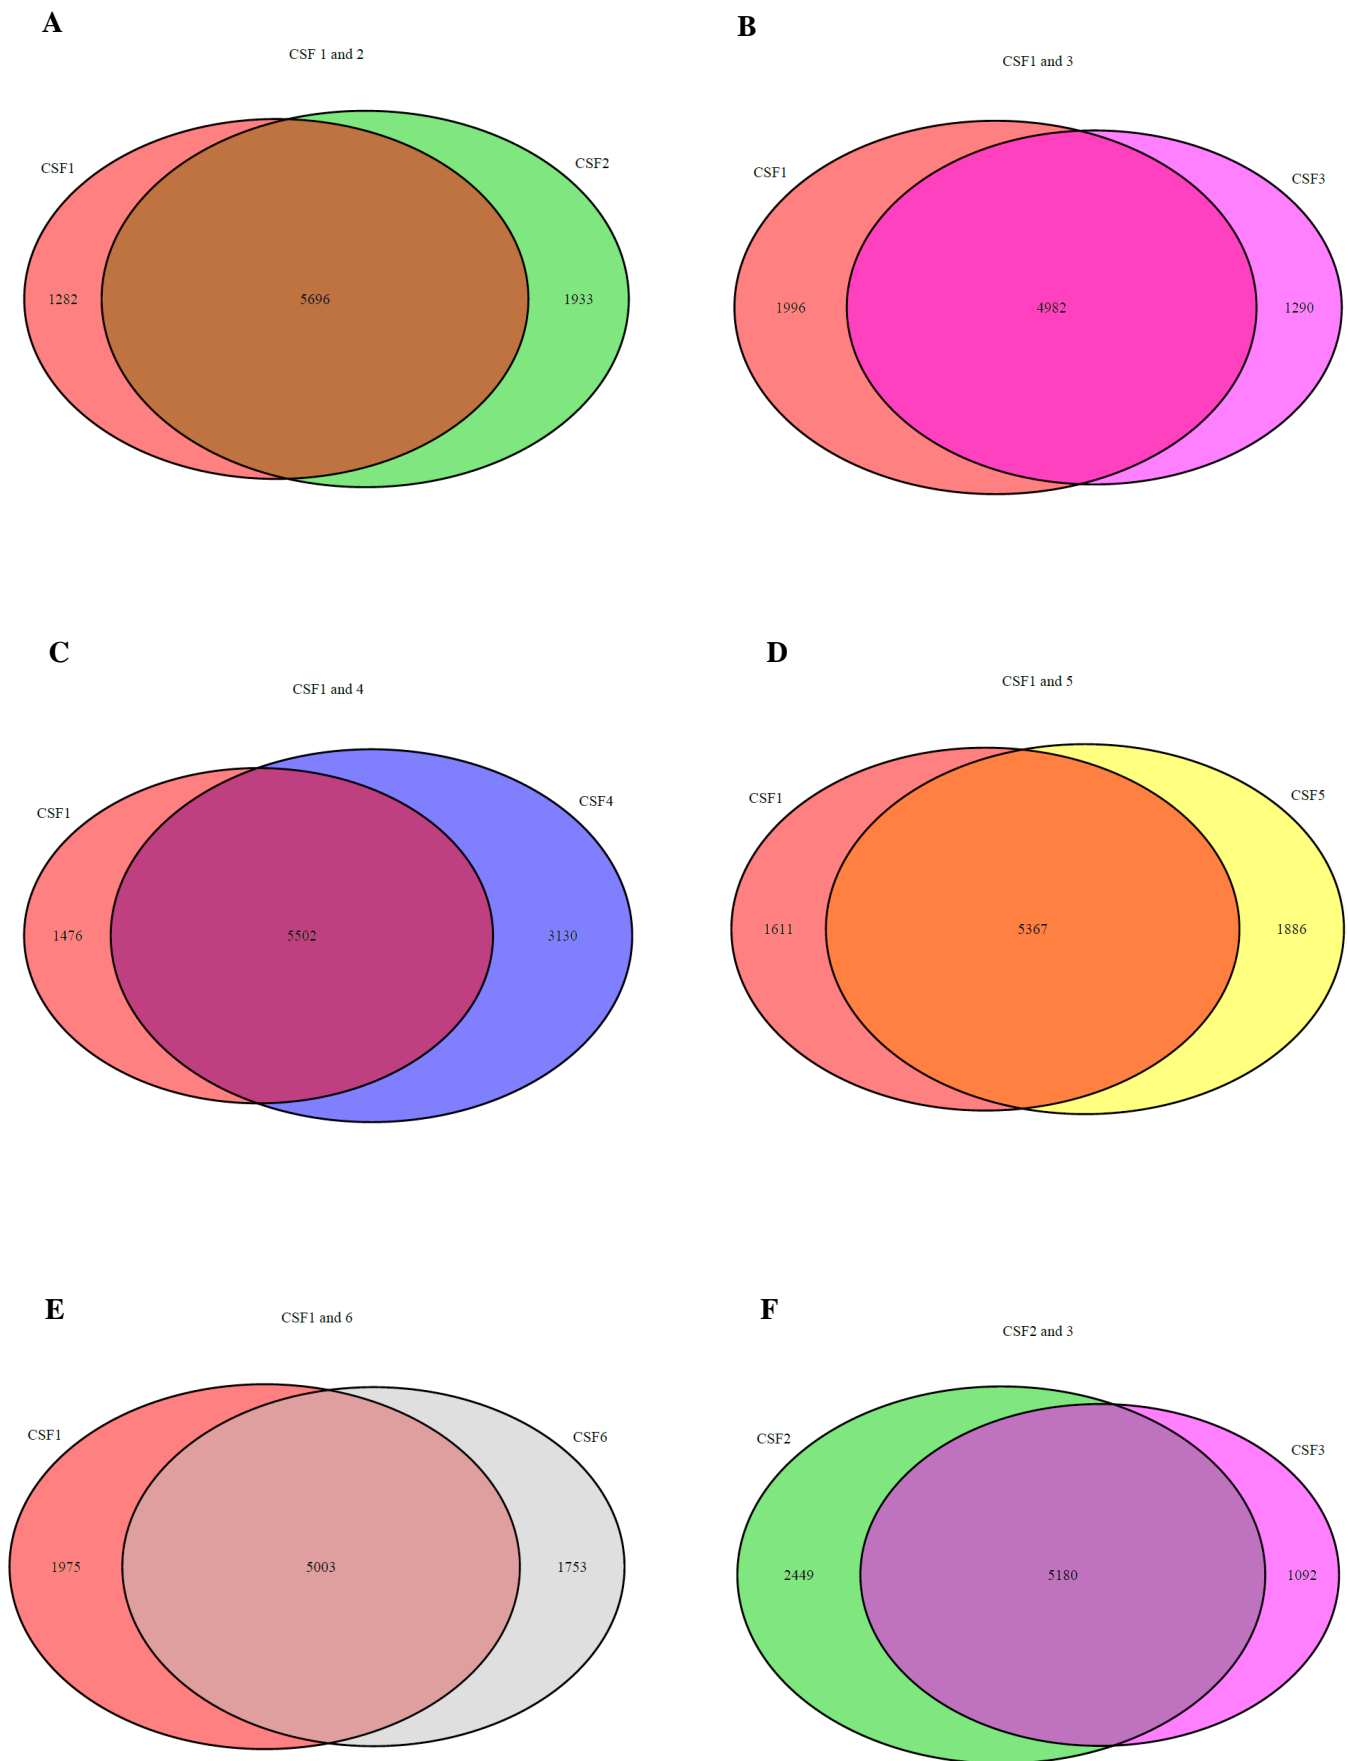 A
CSF 1 and 2
CSF1
CSF2
1282
5696
1933
B
CSF1 and 3
CSF1
CSF3
1996
4982
1290
C
CSF1 and 4
CSF1
CSF4
1476
5502
3130
D
CSF1 and 5
CSF1
CSF5
1611
5367
1886
E
CSF1 and 6
CSF1
CSF6
1975
5003
1753
F
CSF2 and 3
CSF2
CSF3
2449
5180
1092